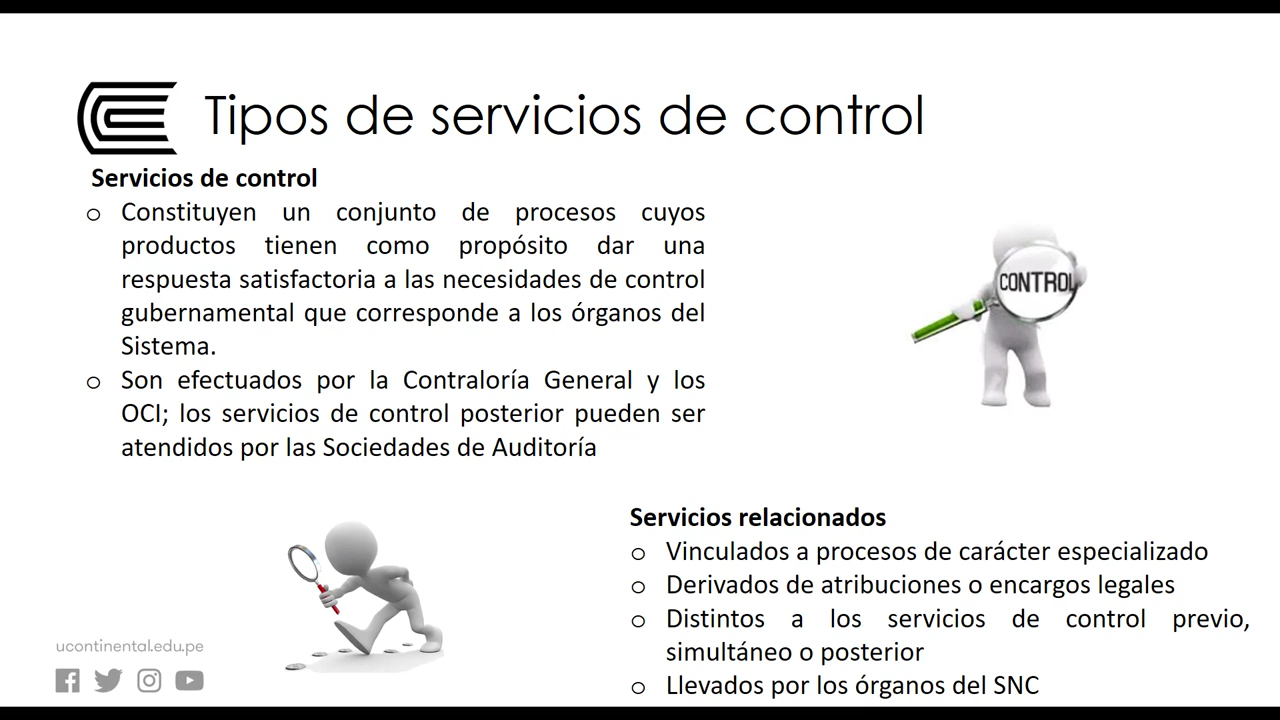 Tipos de servicios de control
Servicios de control
o Constituyen un conjunto de procesos cuyos
productos tienen como propósito dar una
respuesta satisfactoria a las necesidades de control
gubernamental que corresponde a los órganos del
Sistema.
o Son efectuados por la Contraloría General y los
OCI; los servicios de control posterior pueden ser
atendidos por las Sociedades de Auditoría
CONTROL
Servicios relacionados
o Vinculados a procesos de carácter especializado
o Derivados de atribuciones o encargos legales
o Distintos a los servicios de control previo,
simultáneo o posterior
o Llevados por los órganos del SNC
ucontinental.edu.pe